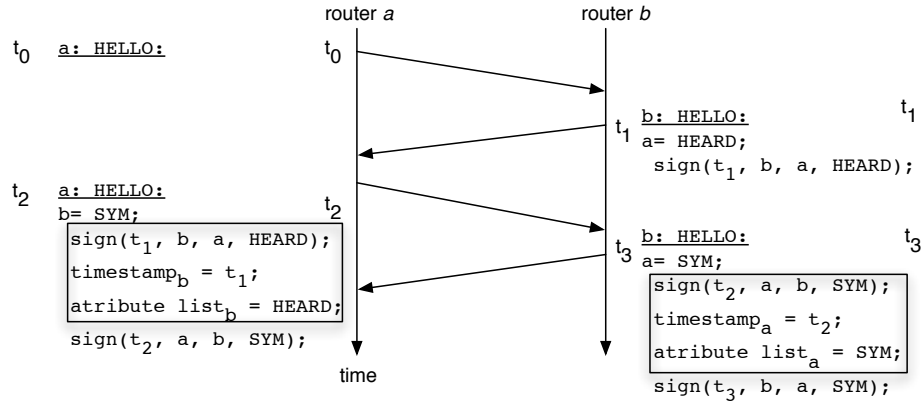 router a
router b
t0
a: HELLO:
t0
t1
b: HELLO:
t1
a= HEARD;
sign(t1, b, a, HEARD);
t2
a: HELLO:
t2
b= SYM;
sign(t1, b, a, HEARD);
timestampb = t1;
atribute listb = HEARD;
sign(t2, a, b, SYM);
t3
b: HELLO:
t3
a= SYM;
sign(t2, a, b, SYM);
timestampa = t2;
atribute lista = SYM;
sign(t3, b, a, SYM);
time